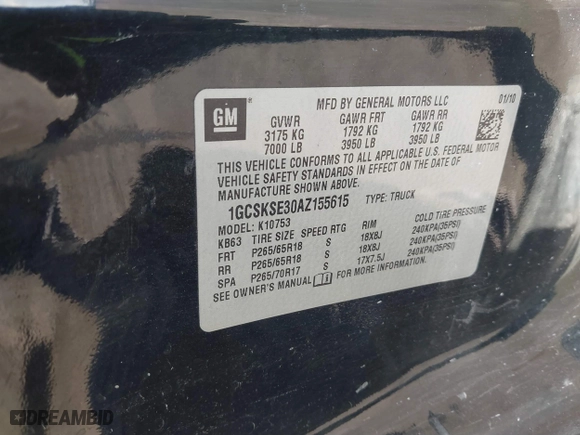 GM
MFD BY GENERAL MOTORS LLC 01/10
GVWR GAWR FRT GAWR RR
3175 KG 1792 KG 1792 KG
7000 LB 3950 LB 3950 LB
THIS VEHICLE CONFORMS TO ALL APPLICABLE U.S. FEDERAL MOTOR
VEHICLE SAFETY STANDARDS IN EFFECT ON THE DATE OF
MANUFACTURE SHOWN ABOVE.
1GCSKSE30AZ155615 TYPE: TRUCK
MODEL: K10753
KB63 TIRE SIZE SPEED RTG RIM COLD TIRE PRESSURE
FRT P265/65R18 S 18X8J 240KPA(35PSI)
RR P265/65R18 S 18X8J 240KPA(35PSI)
SPA P265/70R17 S 17X7.5J 240KPA(35PSI)
SEE OWNER'S MANUAL FOR MORE INFORMATION.
DREAMBID